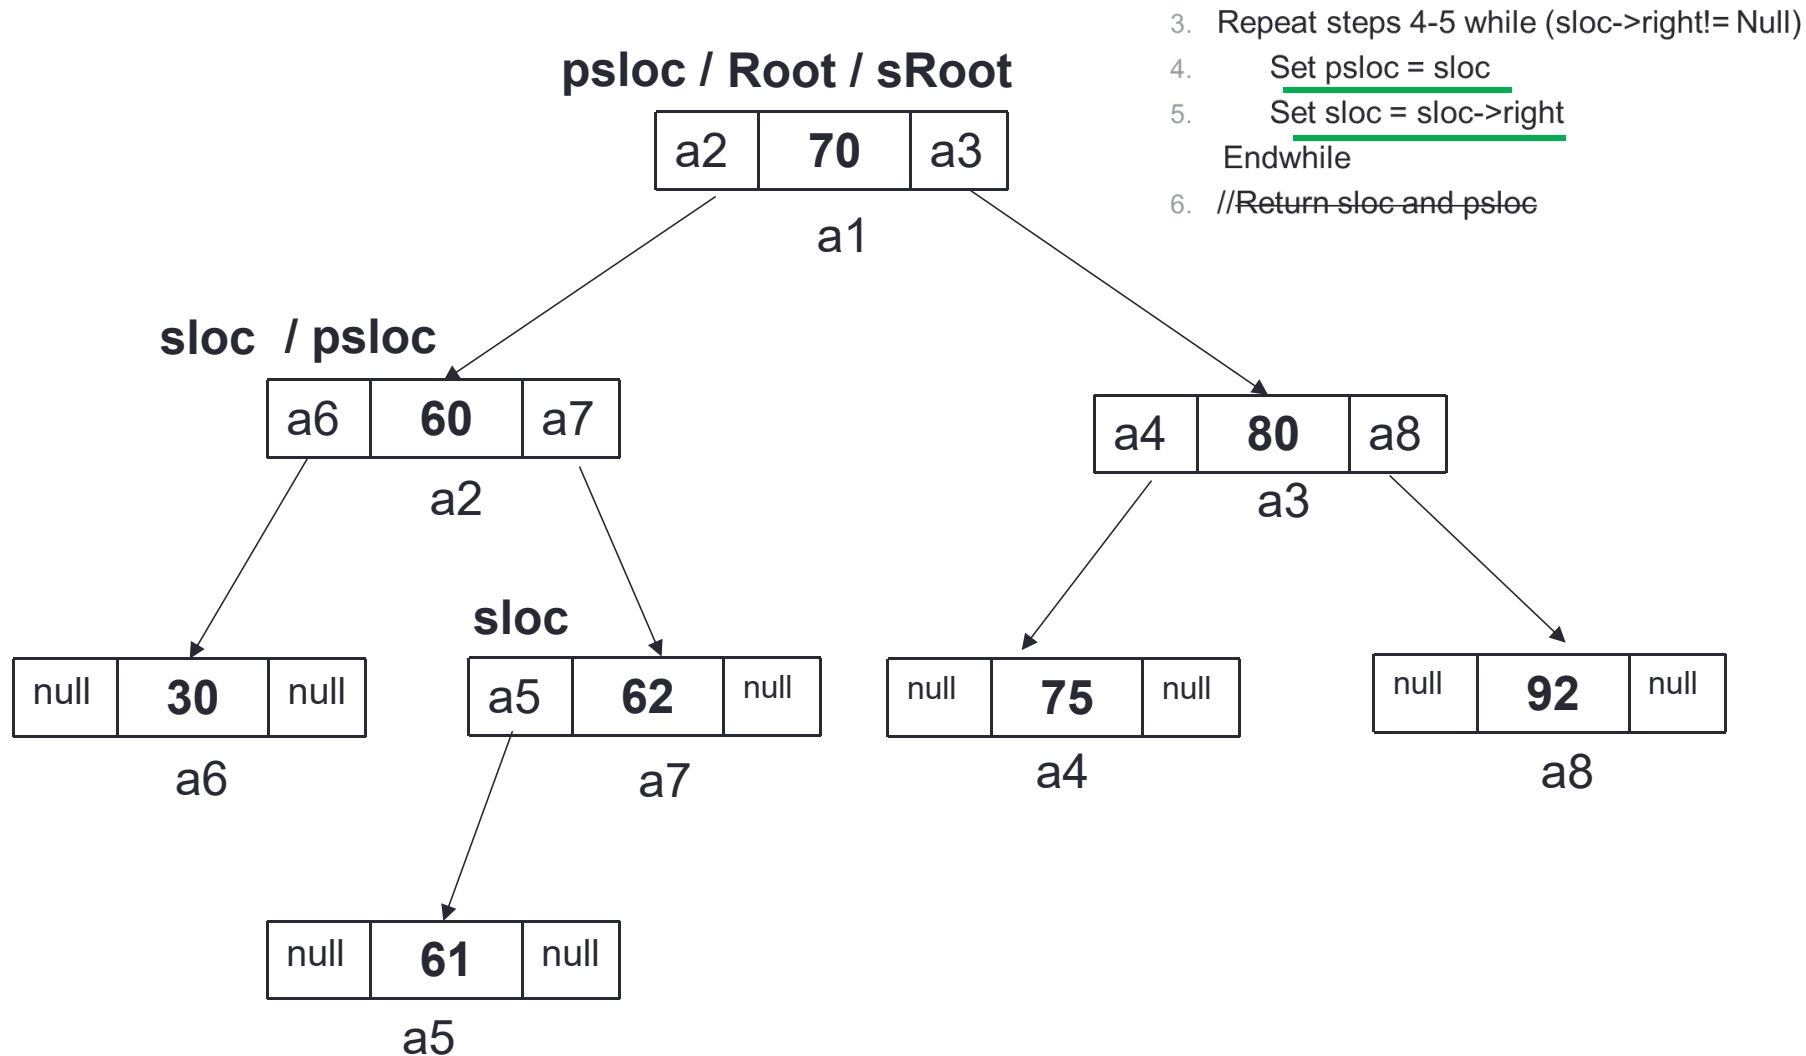 3. Repeat steps 4-5 while (sloc->right!= Null)
4. Set psloc = sloc
5. Set sloc = sloc->right
Endwhile
6. //Return sloc and psloc
psloc / Root / sRoot
a2 70 a3
a1
sloc / psloc
a6 60 a7
a2
a4 80 a8
a3
sloc
null 30 null
a6
a5 62 null
a7
null 75 null
a4
null 92 null
a8
null 61 null
a5